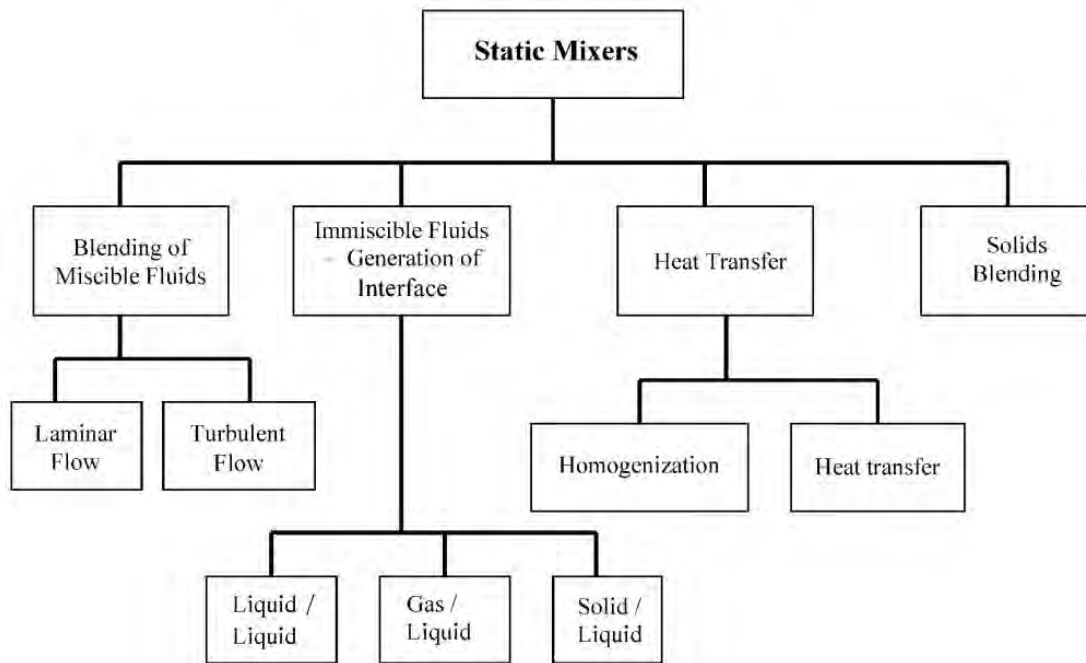 Static Mixers
Blending of
Miscible Fluids
Immiscible Fluids
– Generation of
Interface
Heat Transfer
Solids
Blending
Laminar
Flow
Turbulent
Flow
Homogenization
Heat transfer
Liquid /
Liquid
Gas /
Liquid
Solid /
Liquid